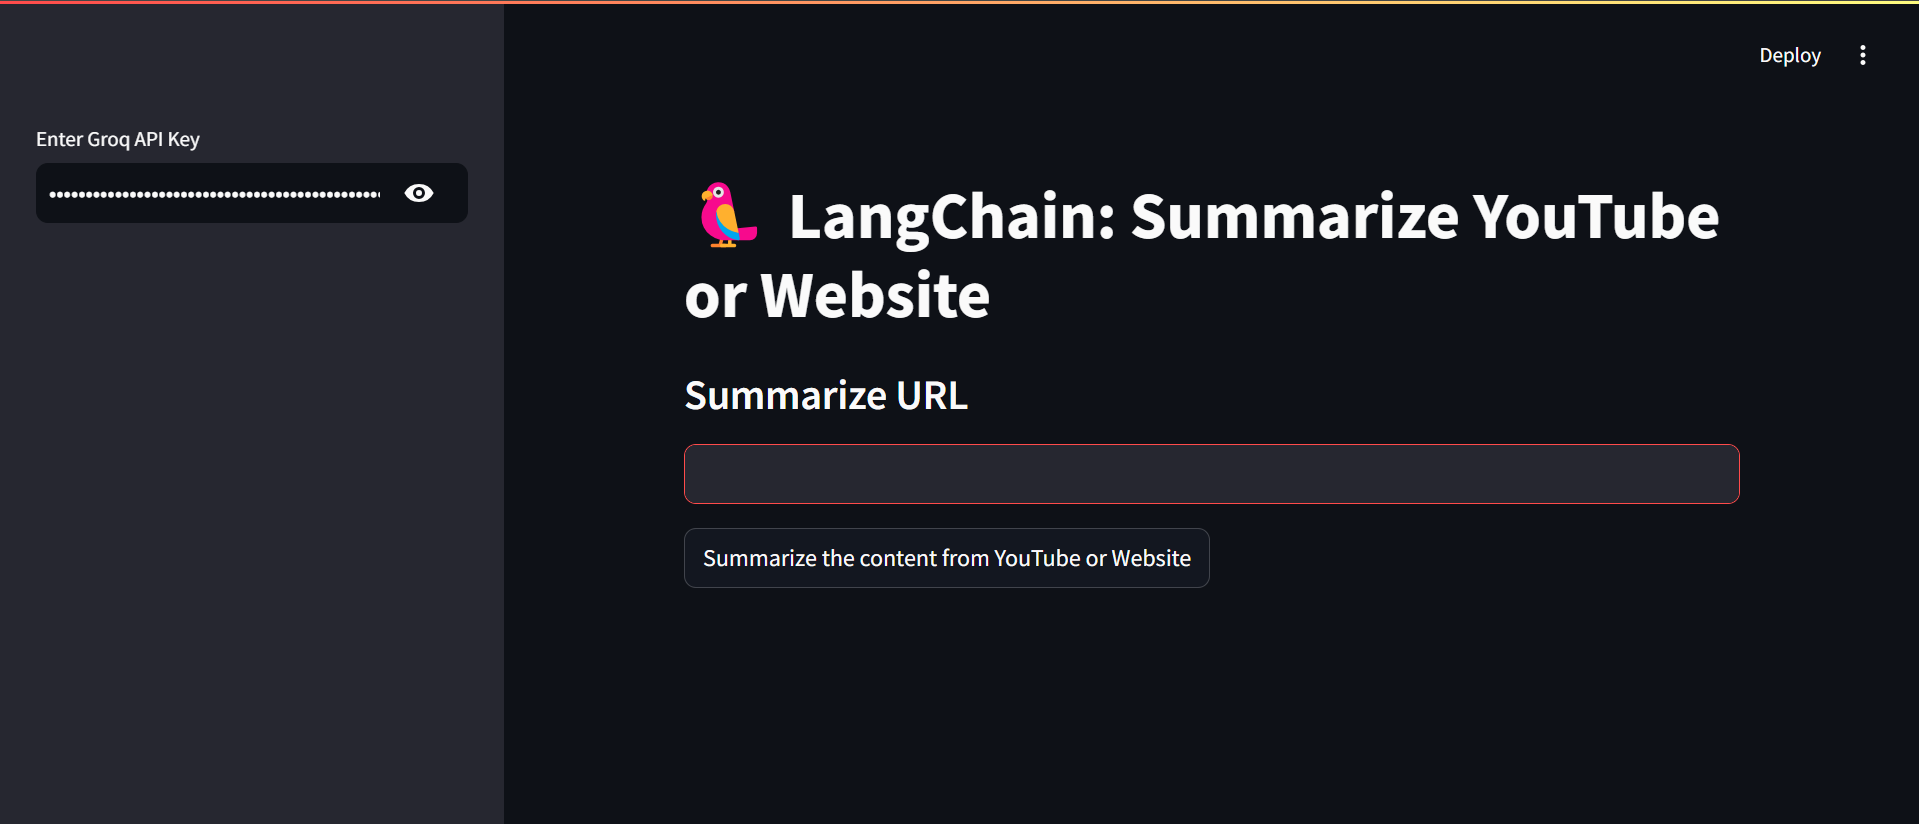 Deploy
Enter Groq API Key
🦜 LangChain: Summarize YouTube
or Website
Summarize URL
Summarize the content from YouTube or Website